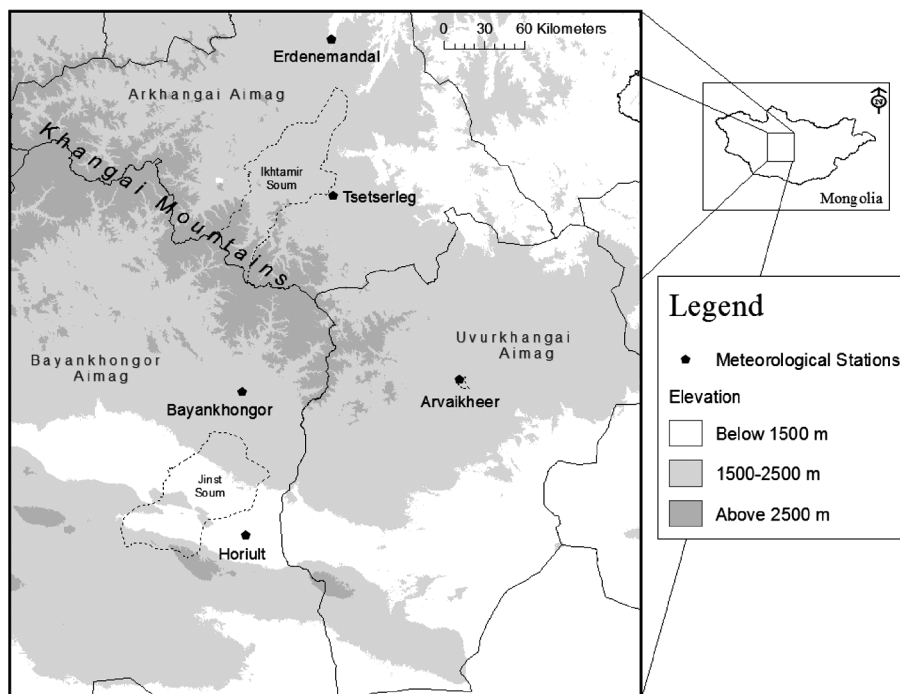 0 30 60 Kilometers
Erdenemandal
Arkhangai Aimag
Khangai Mountains
Ikhtamir
Soum
Tsetserleg
Uvurkhangai
Aimag
Bayankhongor
Aimag
Bayankhongor
Arvaikheer
Jinst
Soum
Horiult
N
Mongolia
Legend
Meteorological Stations
Elevation
Below 1500 m
1500-2500 m
Above 2500 m